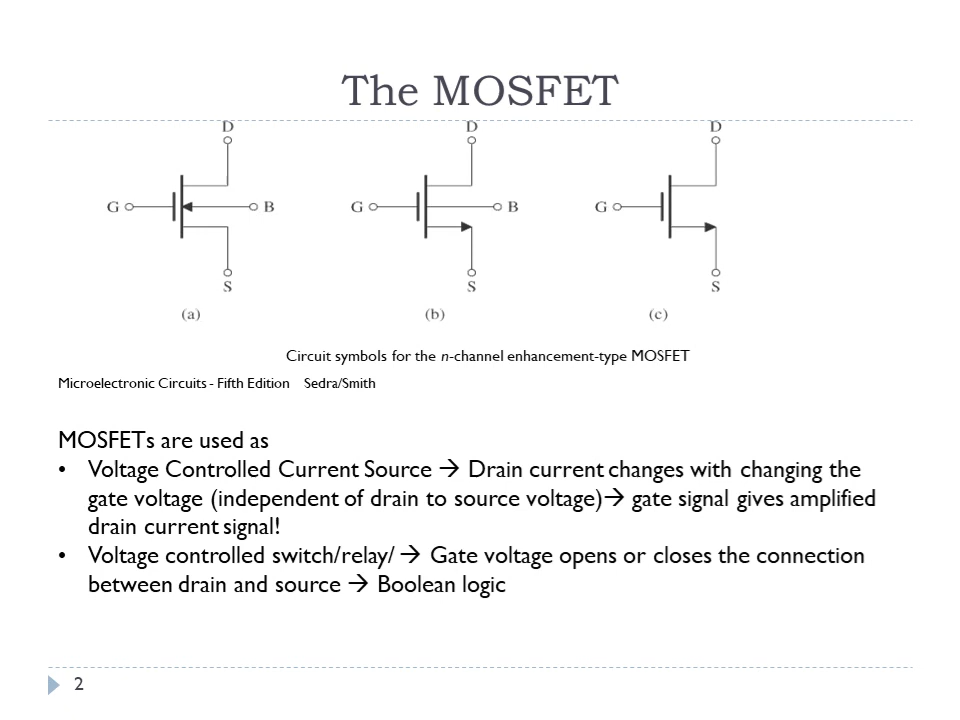 The MOSFET
D D D
G B G B G
S S S
(a) (b) (c)
Circuit symbols for the n-channel enhancement-type MOSFET
Microelectronic Circuits - Fifth Edition Sedra/Smith
MOSFETs are used as
• Voltage Controlled Current Source → Drain current changes with changing the
gate voltage (independent of drain to source voltage)→ gate signal gives amplified
drain current signal!
• Voltage controlled switch/relay/ → Gate voltage opens or closes the connection
between drain and source → Boolean logic
2